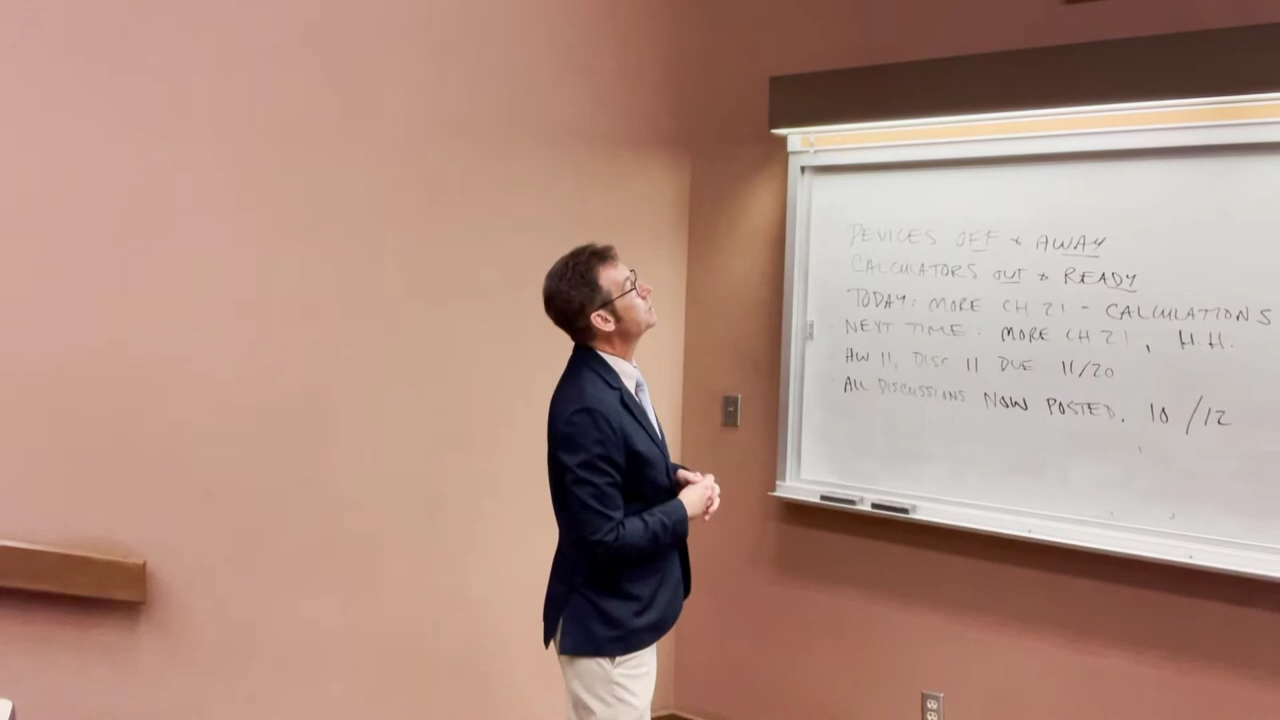 DEVICES OFF & AWAY
CALCULATORS OUT & READY
TODAY: MORE CH 21 - CALCULATIONS
NEXT TIME: MORE CH 21, H.H.
HW 11, DISC 11 DUE 11/20
ALL DISCUSSIONS NOW POSTED. 10/12